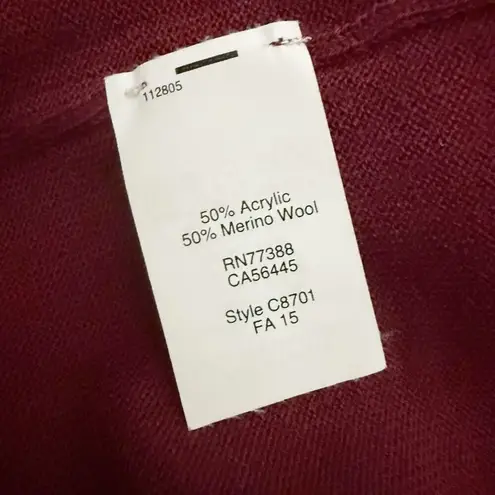 112805
50% Acrylic
50% Merino Wool
RN77388
CA56445
Style C8701
FA 15